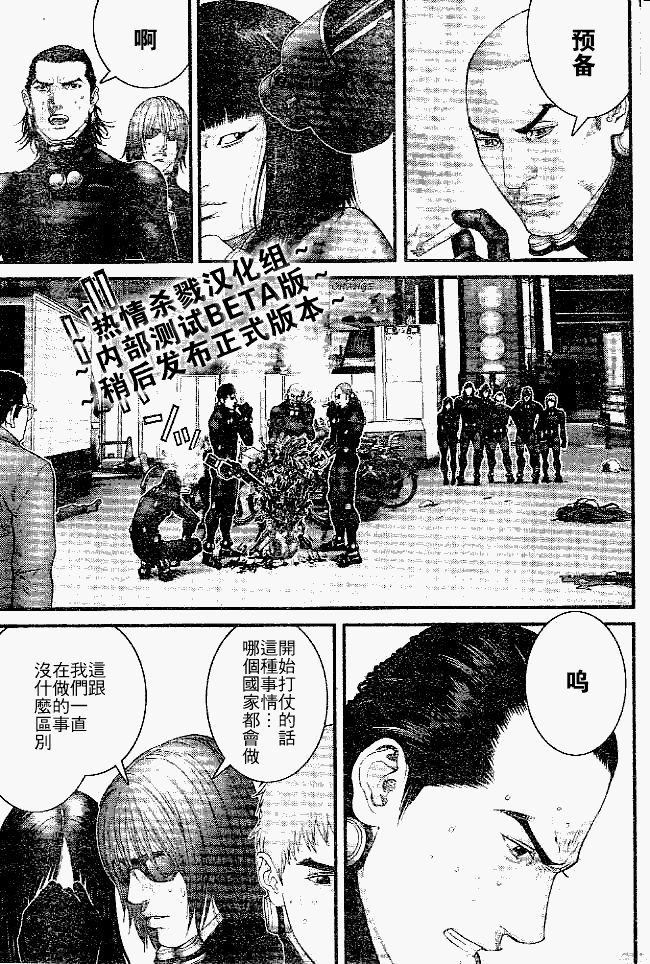 预
备
啊
~热情杀戮汉化组~
~内部测试BETA版~
~稍后发布正式版本~
CHANGE
呜
開始打仗的話
這種事情…
哪個國家都會做
這跟
我們一直
在做的事
沒什麼區別